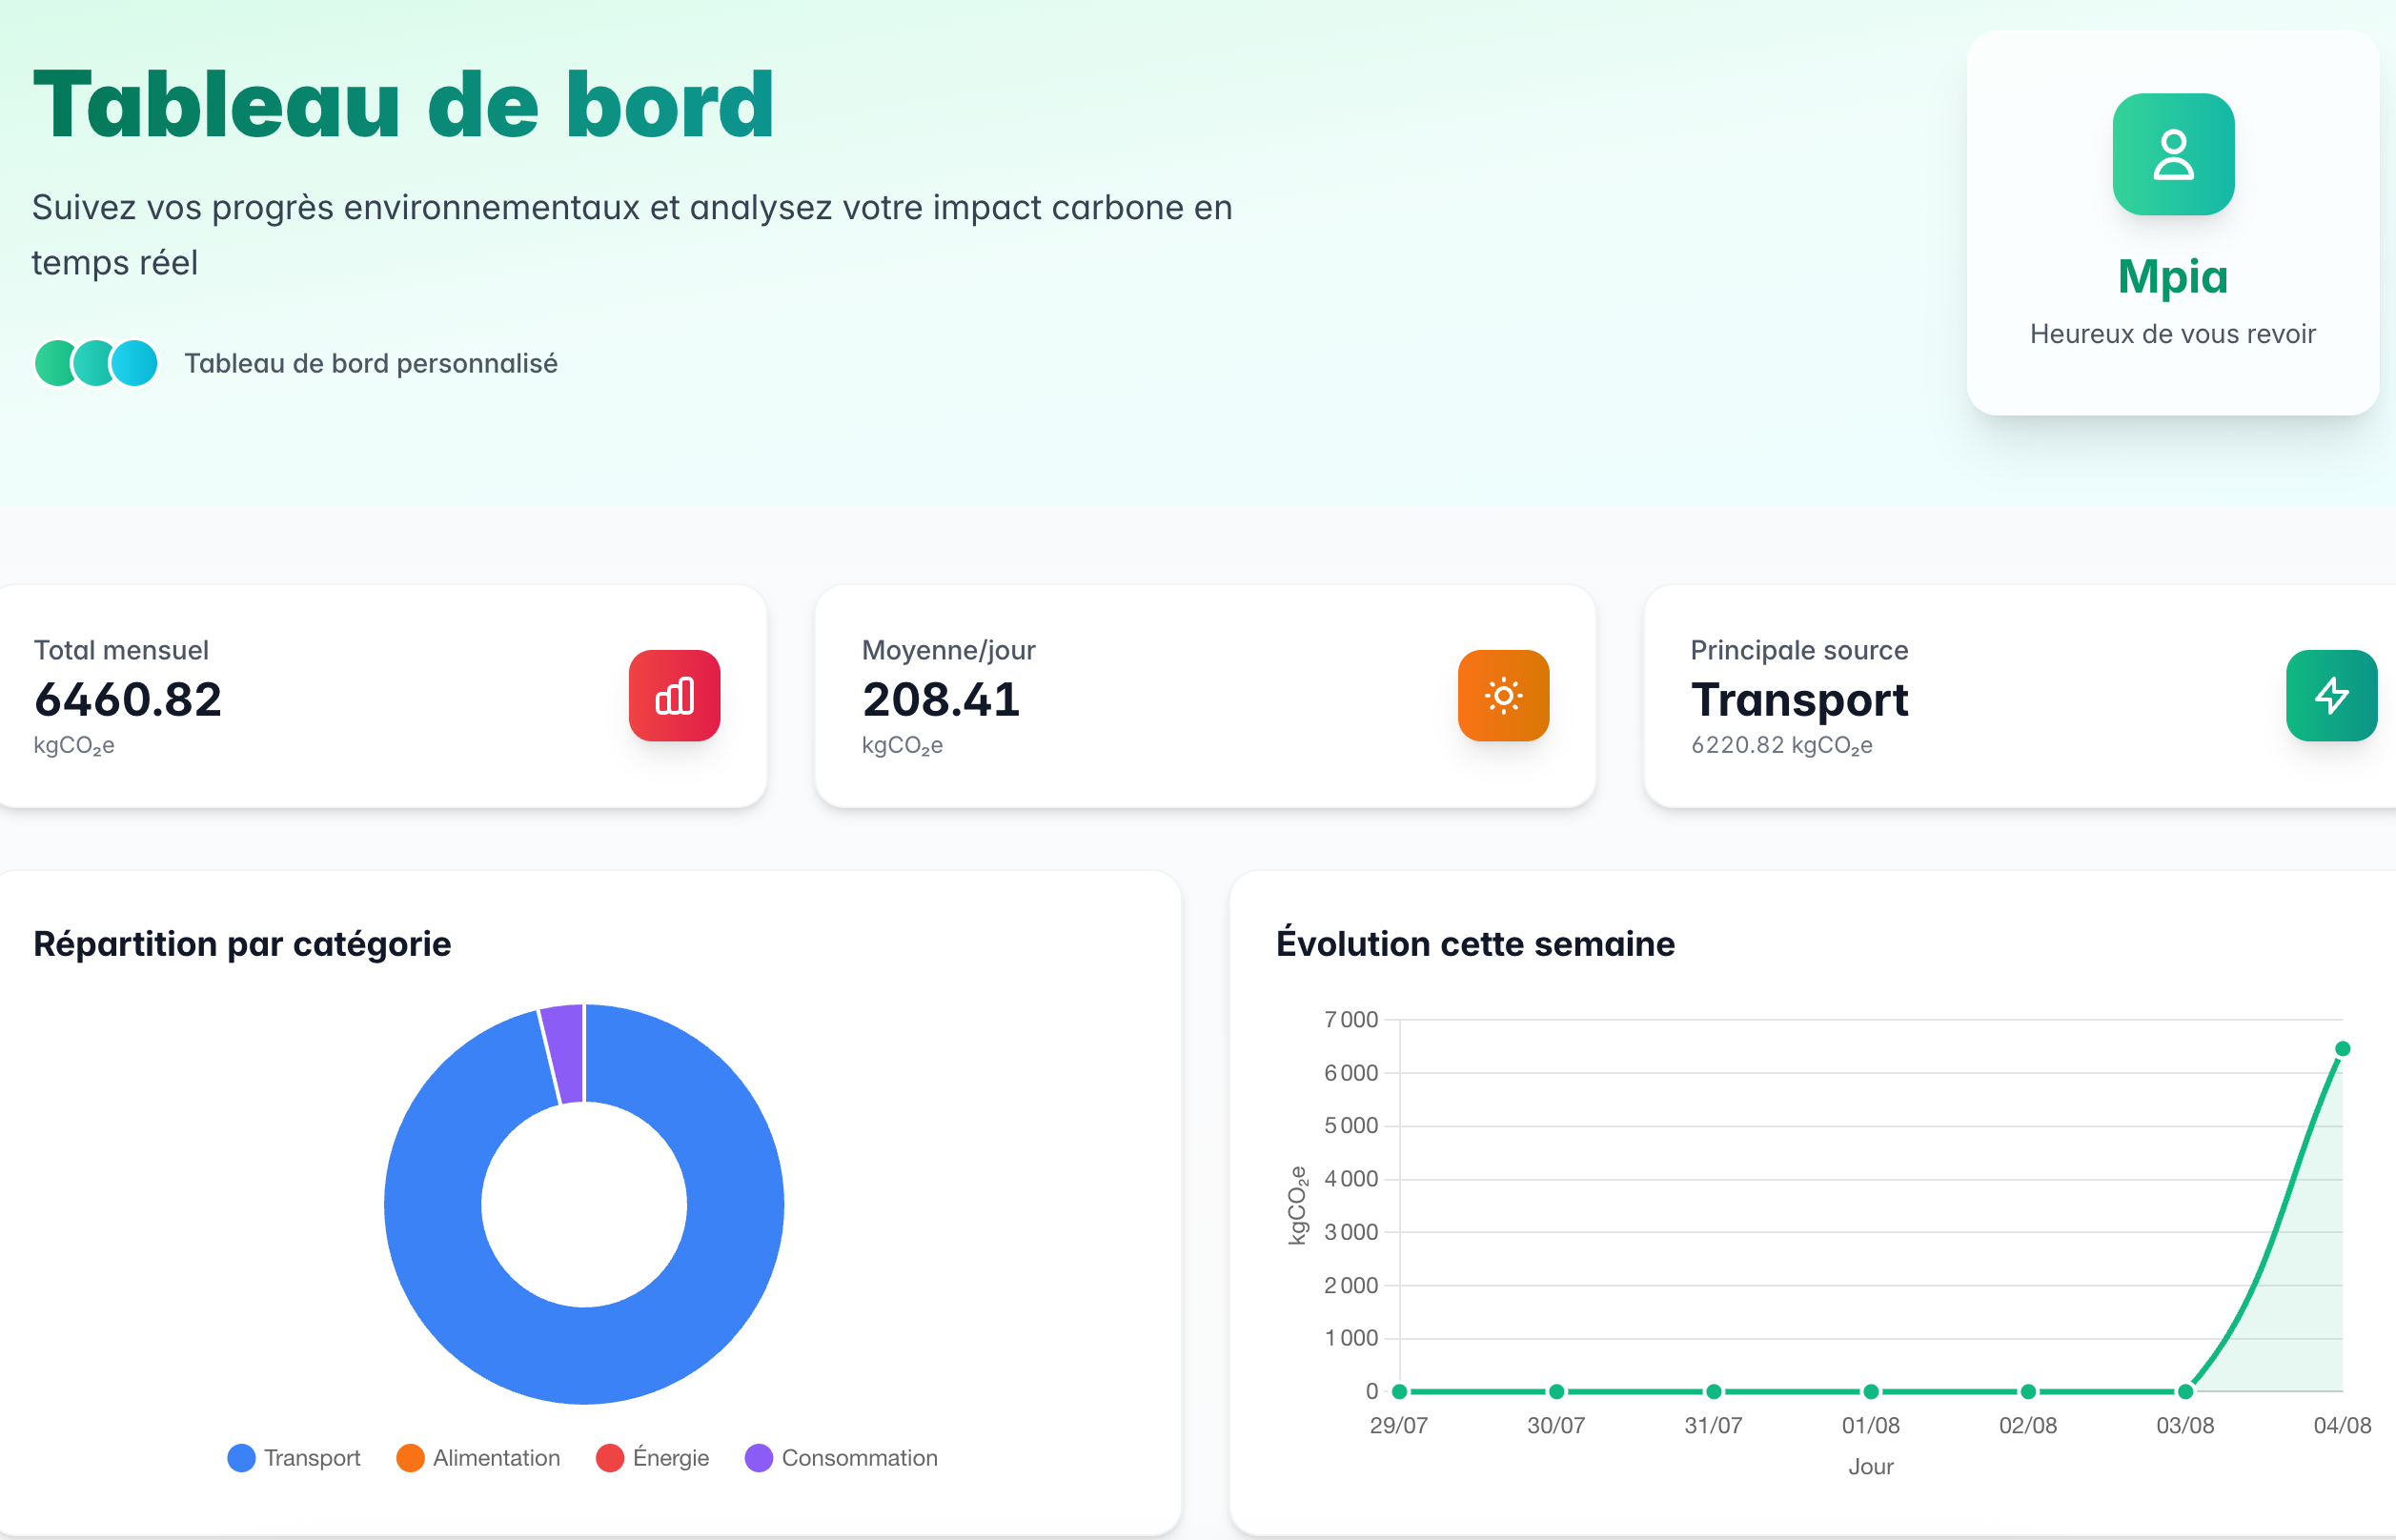 Tableau de bord
Suivez vos progrès environnementaux et analysez votre impact carbone en
temps réel
Tableau de bord personnalisé
Mpia
Heureux de vous revoir
Total mensuel
6460.82
kgCO₂e
Moyenne/jour
208.41
kgCO₂e
Principale source
Transport
6220.82 kgCO₂e
Répartition par catégorie
Transport Alimentation Énergie Consommation
Évolution cette semaine
7 000
6 000
5 000
4 000
3 000
2 000
1 000
0
kgCO₂e
29/07 30/07 31/07 01/08 02/08 03/08 04/08
Jour